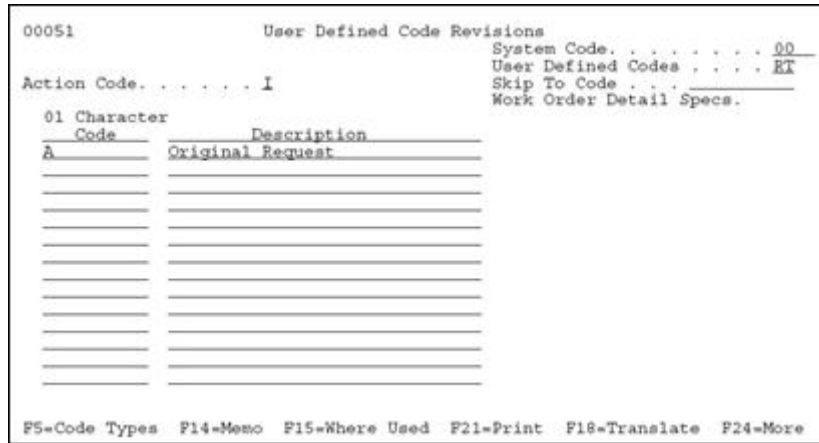 00051 User Defined Code Revisions
System Code. . . . . . . . 00
User Defined Codes . . . . RT
Action Code. . . . . . I Skip To Code . . .
Work Order Detail Specs.
01 Character
Code Description
A Original Request
F5=Code Types F14=Memo F15=Where Used F21=Print F18=Translate F24=More